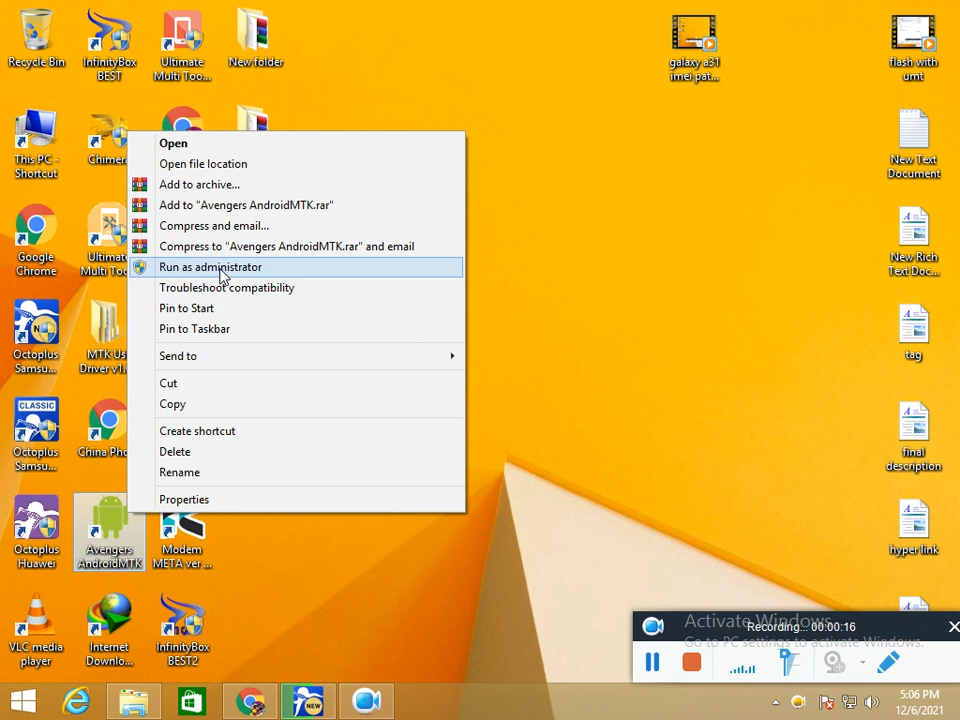 Recycle Bin
InfinityBox
BEST
Ultimate
Multi Too...
New folder
galaxy a31
imei pat...
flash with
umt
This PC -
Shortcut
Chimera
New Text
Document
Google
Chrome
Ultimat
Multi Too
New Rich
Text Doc...
Octoplus
Samsu...
MTK Us
Driver v1.
tag
CLASSIC
Octoplus
Samsu...
China Pho
final
description
Octoplus
Huawei
Avengers
AndroidMTK
Modem
META ver ...
hyper link
VLC media
player
Internet
Downlo...
InfinityBox
BEST2
Open
Open file location
Add to archive...
Add to "Avengers AndroidMTK.rar"
Compress and email...
Compress to "Avengers AndroidMTK.rar" and email
Run as administrator
Troubleshoot compatibility
Pin to Start
Pin to Taskbar
Send to
Cut
Copy
Create shortcut
Delete
Rename
Properties
Activate Windows
Go to PC settings to activate Windows.
Recording... 00:00:16
NEW
5:06 PM
12/6/2021